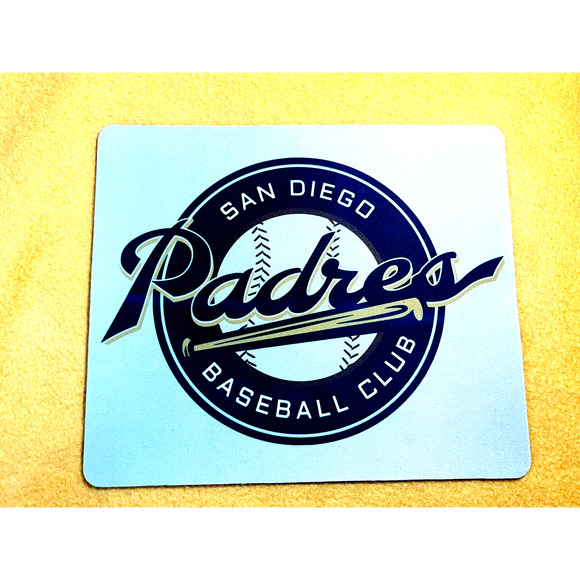 SAN DIEGO
Padres
BASEBALL CLUB